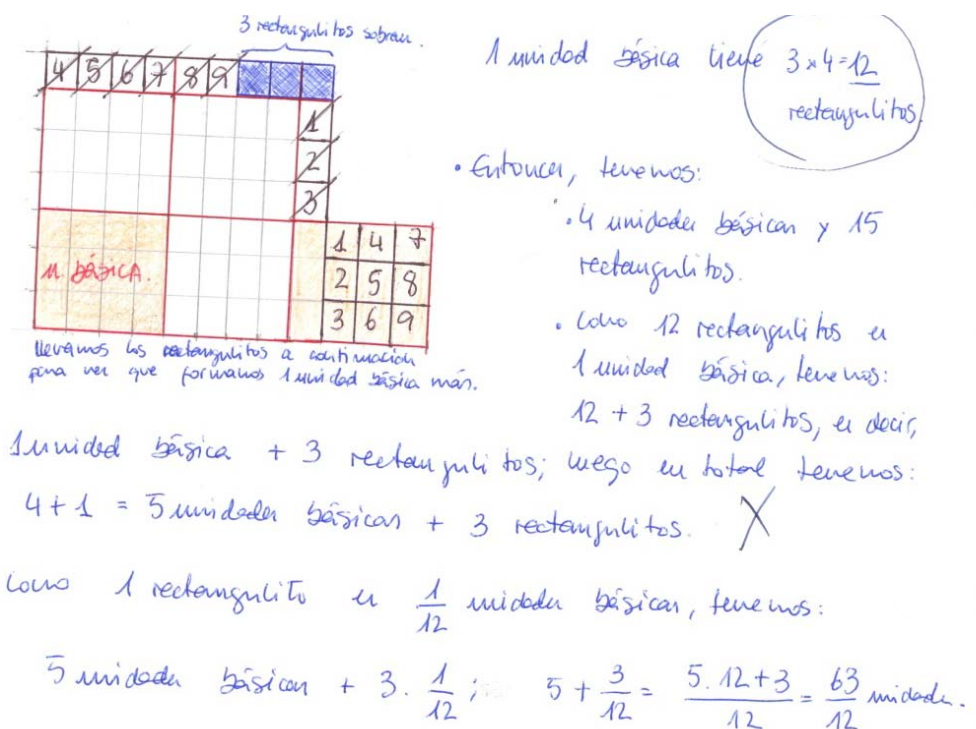 3 rectangulitos sobran.
4 5 6 7 8 9
1
2
3
1 4 7
2 5 8
3 6 9
U. BÁSICA.
llevamos los rectangulitos a continuación
para ver que formamos 1 unidad básica más.
1 unidad básica tiene 3 x 4 = 12
rectangulitos.
• Entonces, tenemos:
• 4 unidades básicas y 15
rectangulitos.
• Como 12 rectangulitos es
1 unidad básica, tenemos:
12 + 3 rectangulitos, es decir,
1 unidad básica + 3 rectangulitos; luego en total tenemos:
4 + 1 = 5 unidades básicas + 3 rectangulitos. X
Como 1 rectangulito es 1/12 unidades básicas, tenemos:
5 unidades básicas + 3 · 1/12 ; 5 + 3/12 = 5.12+3/12 = 63/12 unidades.